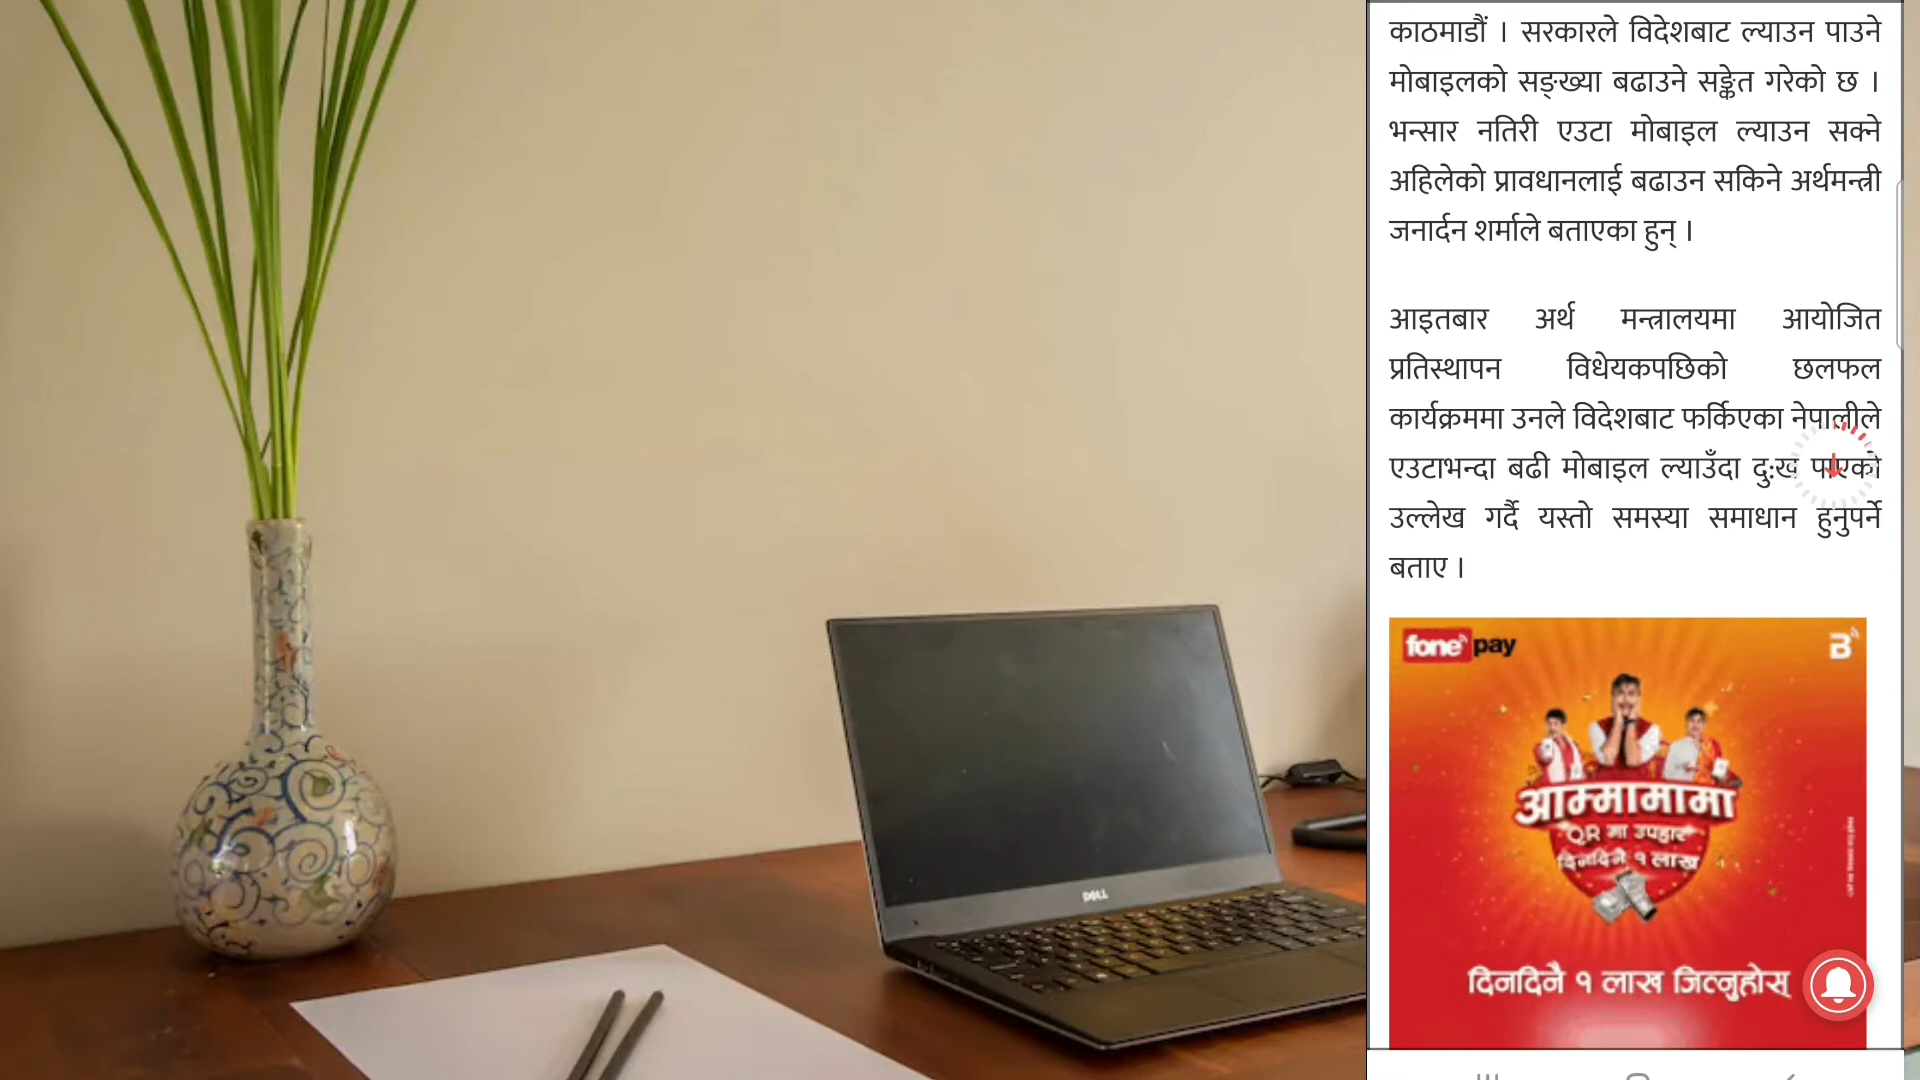 काठमाडौं । सरकारले विदेशबाट ल्याउन पाउने
मोबाइलको सङ्ख्या बढाउने सङ्केत गरेको छ ।
भन्सार नतिरी एउटा मोबाइल ल्याउन सक्ने
अहिलेको प्रावधानलाई बढाउन सकिने अर्थमन्त्री
जनार्दन शर्माले बताएका हुन् ।
आइतबार अर्थ मन्त्रालयमा आयोजित
प्रतिस्थापन विधेयकपछिको छलफल
कार्यक्रममा उनले विदेशबाट फर्किएका नेपालीले
एउटाभन्दा बढी मोबाइल ल्याउँदा दुःख पाएको
उल्लेख गर्दै यस्तो समस्या समाधान हुनुपर्ने
बताए ।
fone pay
B
आम्मामामा
QR मा उपहार
दिनदिनै १ लाख
दिनदिनै १ लाख जित्नुहोस्
DELL